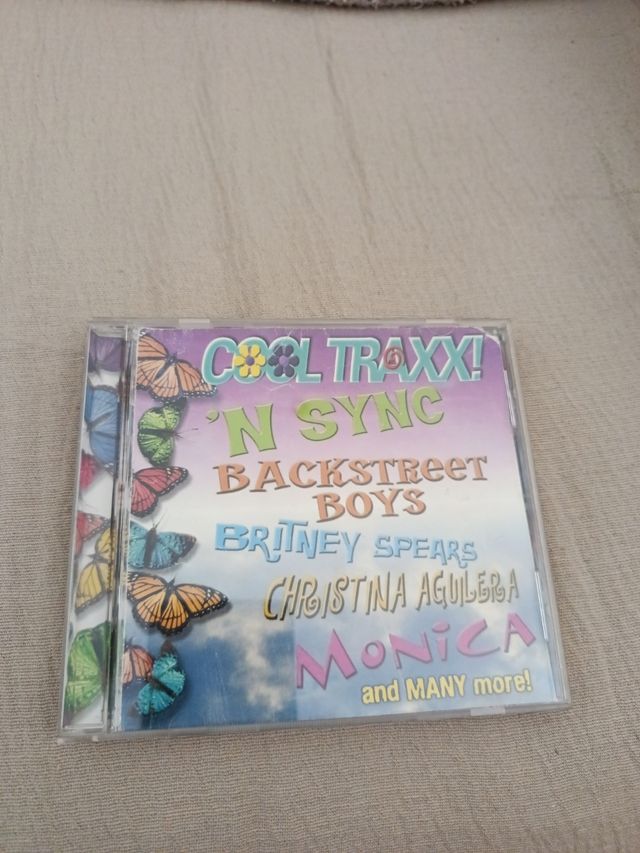 COOL TRAXX!
'N SYNC
BACKSTREET
BOYS
BRITNEY SPEARS
CHRISTINA AGUILERA
MONICA
and MANY more!